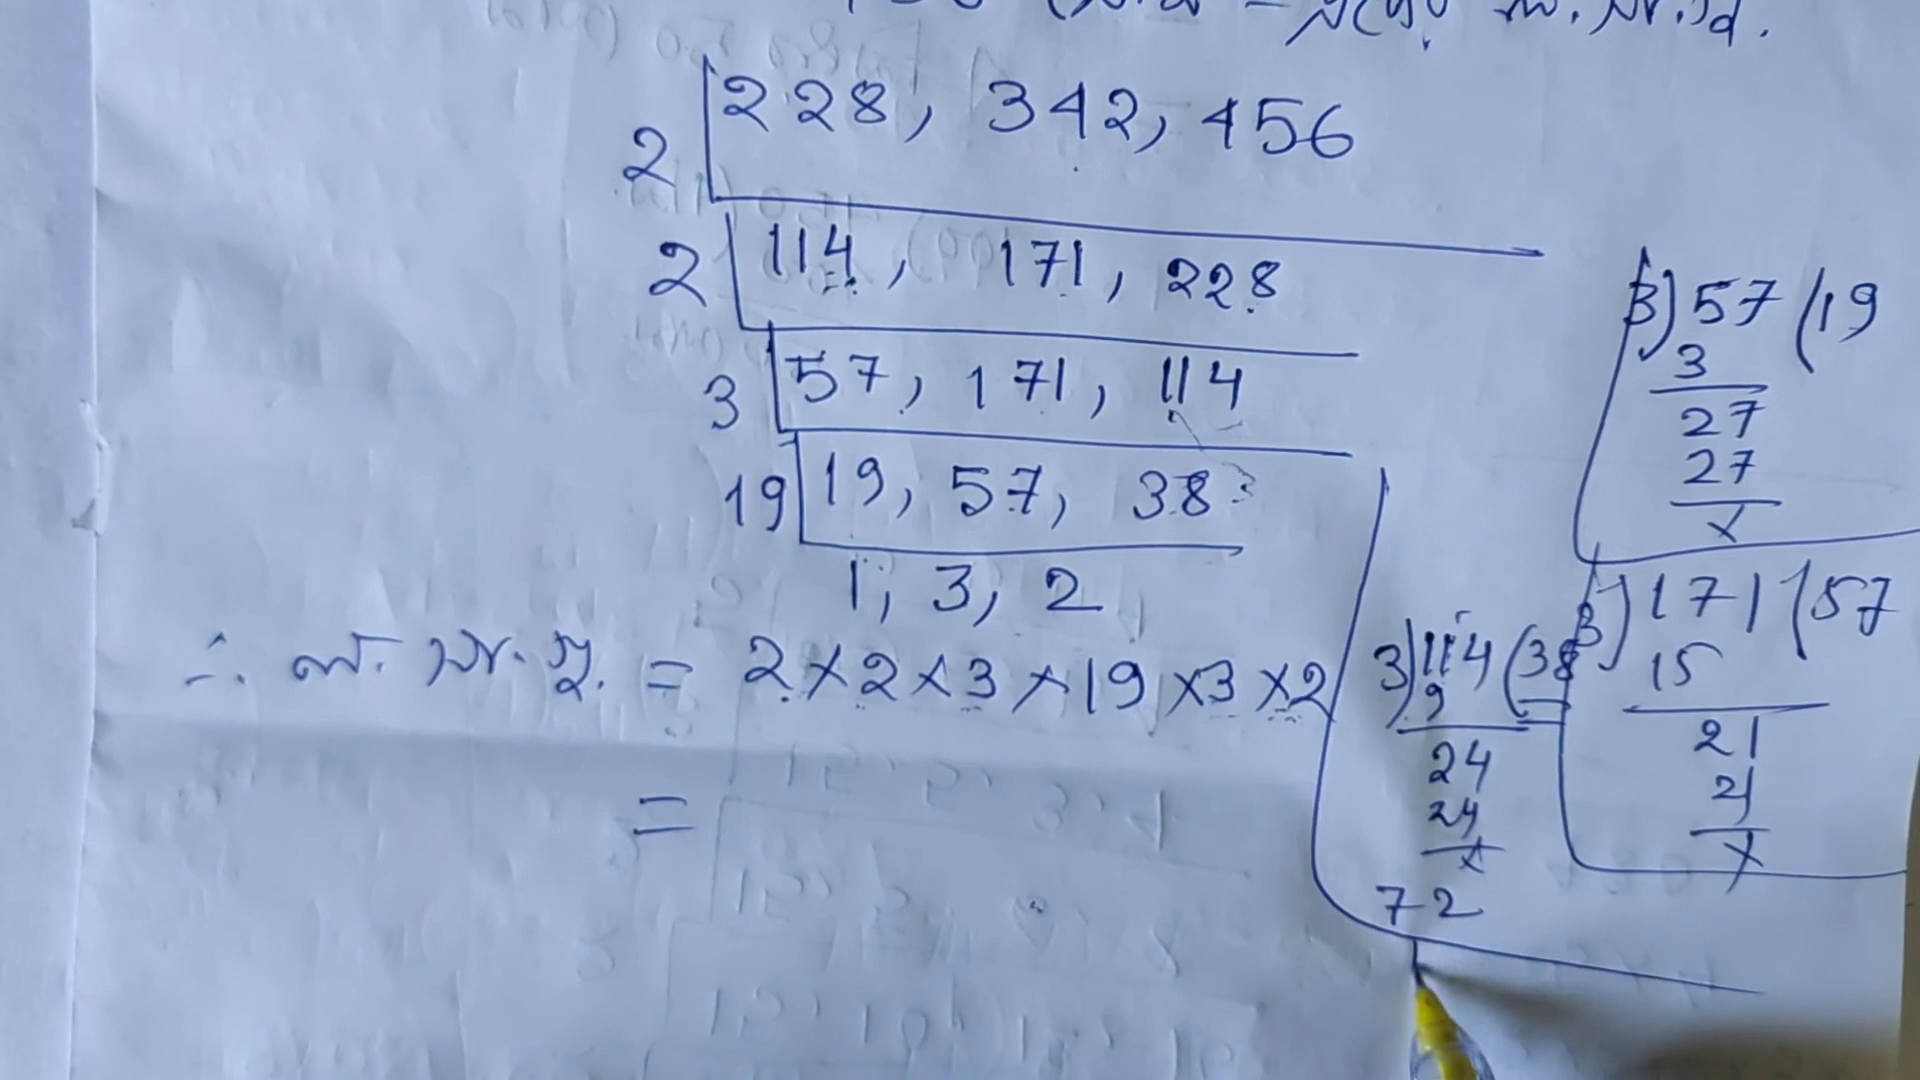 2 | 228, 342, 456
2 | 114, 171, 228
3 | 57, 171, 114
19 | 19, 57, 38
1, 3, 2
∴ ল. সা. গু. = 2 × 2 × 3 × 19 × 3 × 2
=
3) 114 (38
9
24
24
×
72
3) 57 (19
3
27
27
×
3) 171 (57
15
21
21
×